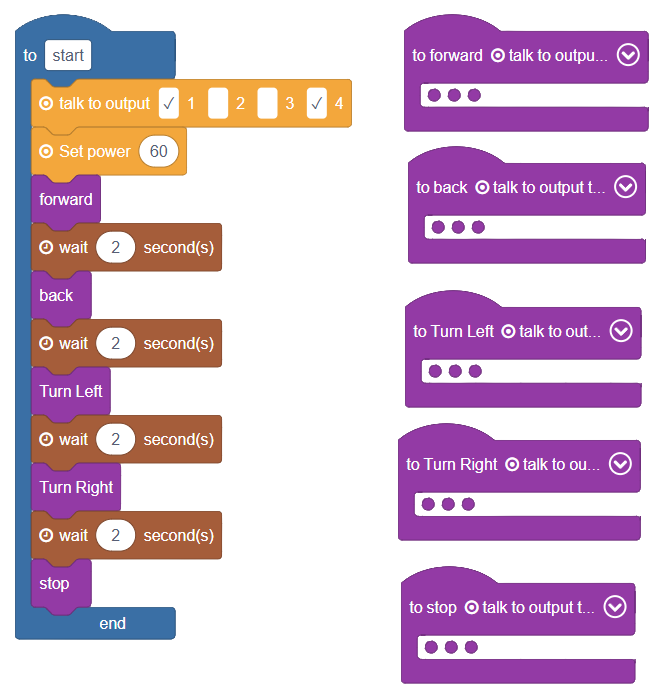 to start
talk to output ✓ 1 2 3 ✓ 4
Set power 60
forward
wait 2 second(s)
back
wait 2 second(s)
Turn Left
wait 2 second(s)
Turn Right
wait 2 second(s)
stop
end
to forward talk to outpu...
to back talk to output t...
to Turn Left talk to out...
to Turn Right talk to ou...
to stop talk to output t...